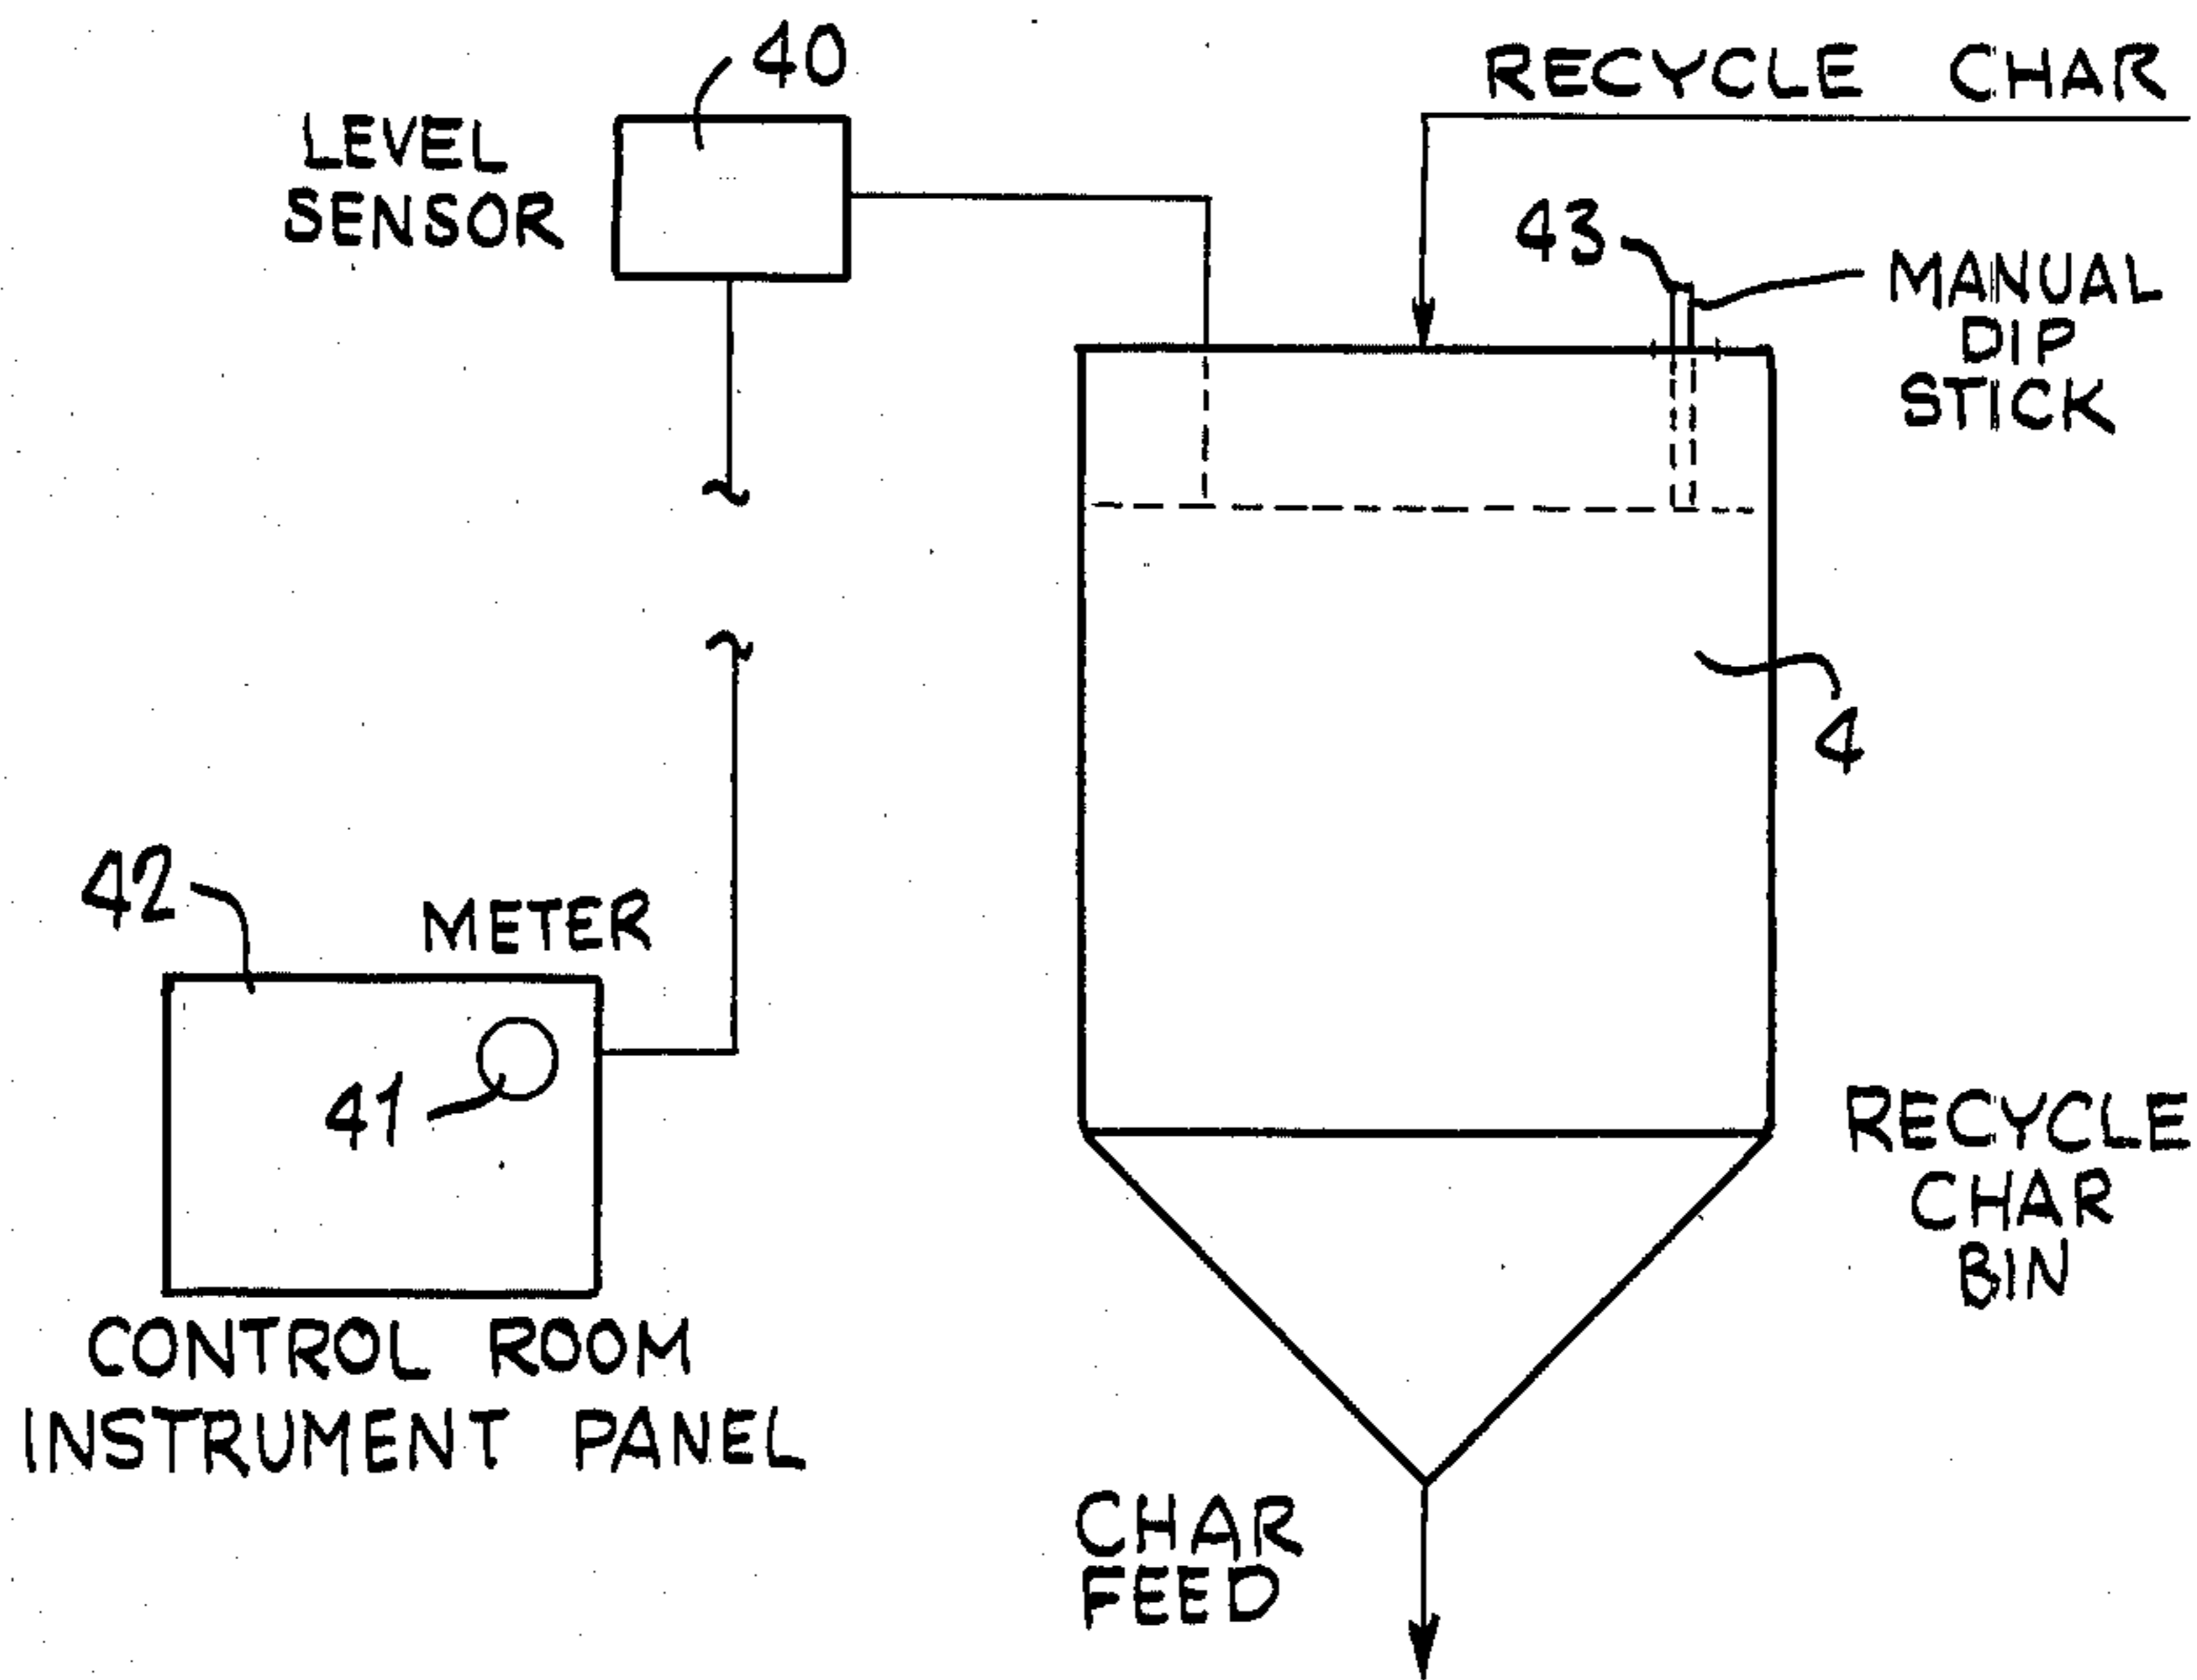 40
RECYCLE CHAR
LEVEL
SENSOR
43
MANUAL
DIP
STICK
4
42
METER
41
RECYCLE
CHAR
BIN
CONTROL ROOM
INSTRUMENT PANEL
CHAR
FEED